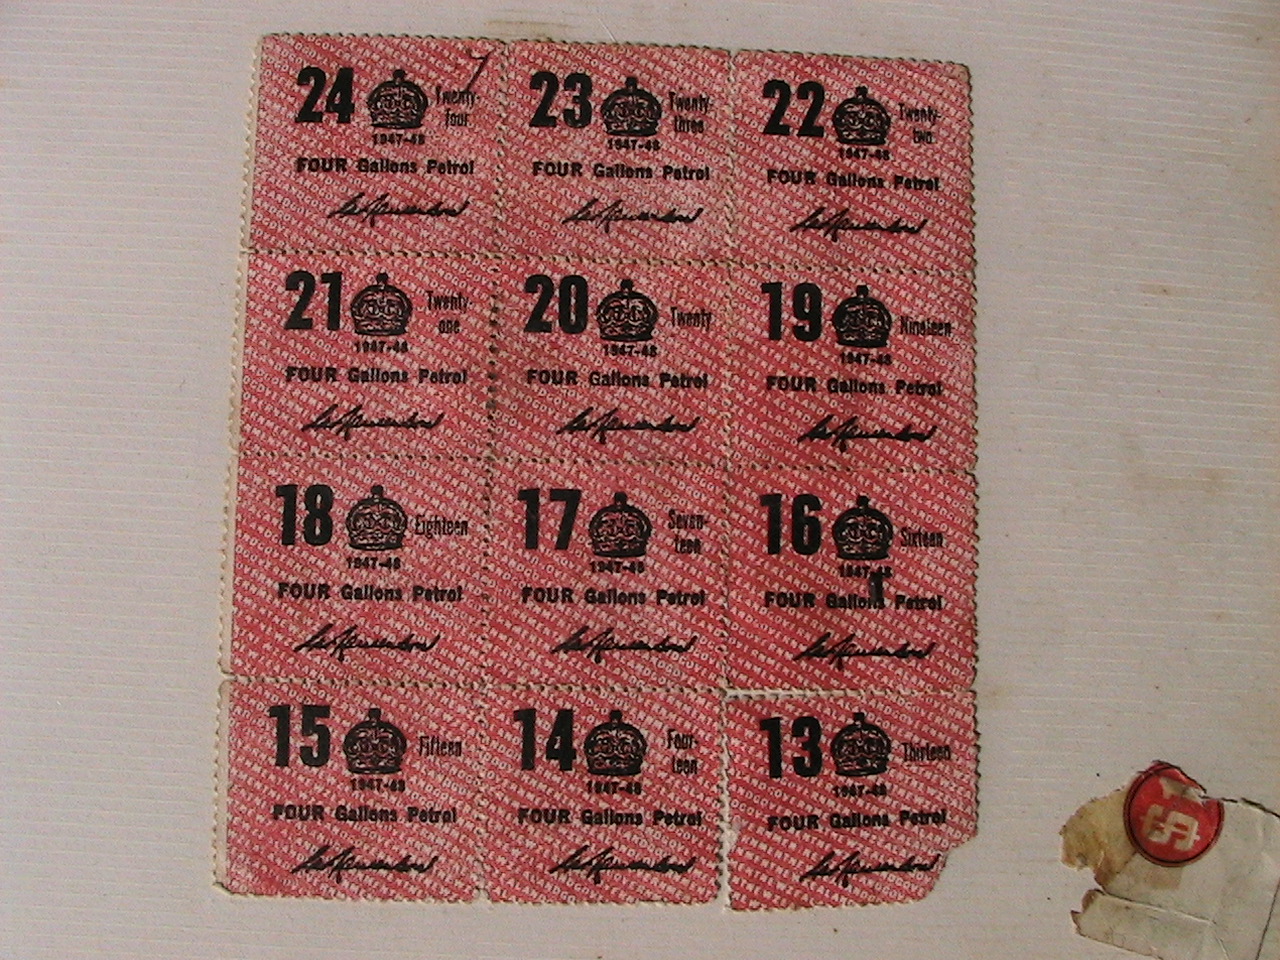 24 Twenty-
four
1947-48
FOUR Gallons Petrol
23 Twenty-
three
1947-48
FOUR Gallons Petrol
22 Twenty-
two
1947-48
FOUR Gallons Petrol
21 Twenty-
one
1947-48
FOUR Gallons Petrol
20 Twenty
1947-48
FOUR Gallons Petrol
19 Nineteen
1947-48
FOUR Gallons Petrol
18 Eighteen
1947-48
FOUR Gallons Petrol
17 Seven-
teen
1947-48
FOUR Gallons Petrol
16 Sixteen
1947-48
FOUR Gallons Petrol
15 Fifteen
1947-48
FOUR Gallons Petrol
14 Four-
teen
1947-48
FOUR Gallons Petrol
13 Thirteen
1947-48
FOUR Gallons Petrol